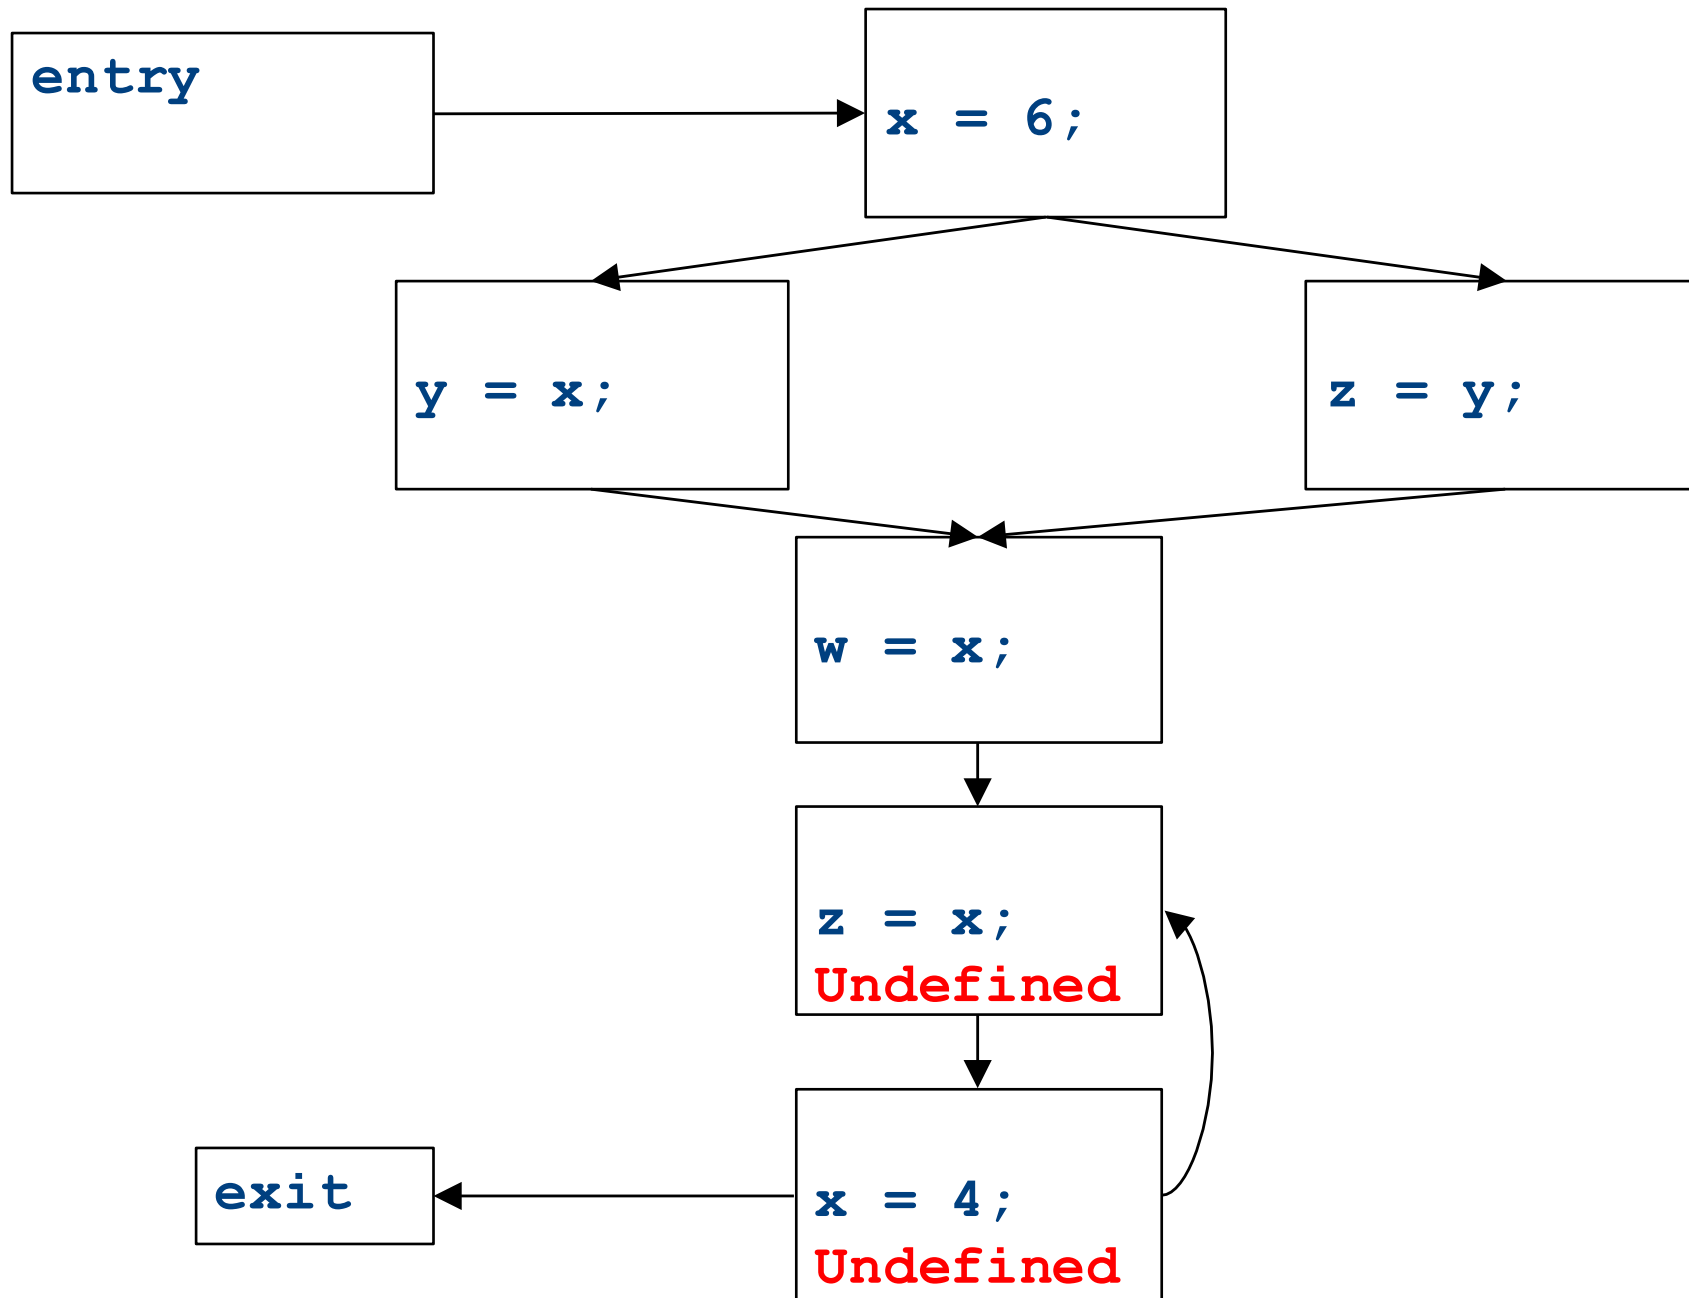 entry
x = 6;
y = x;
z = y;
w = x;
z = x;
Undefined
exit
x = 4;
Undefined